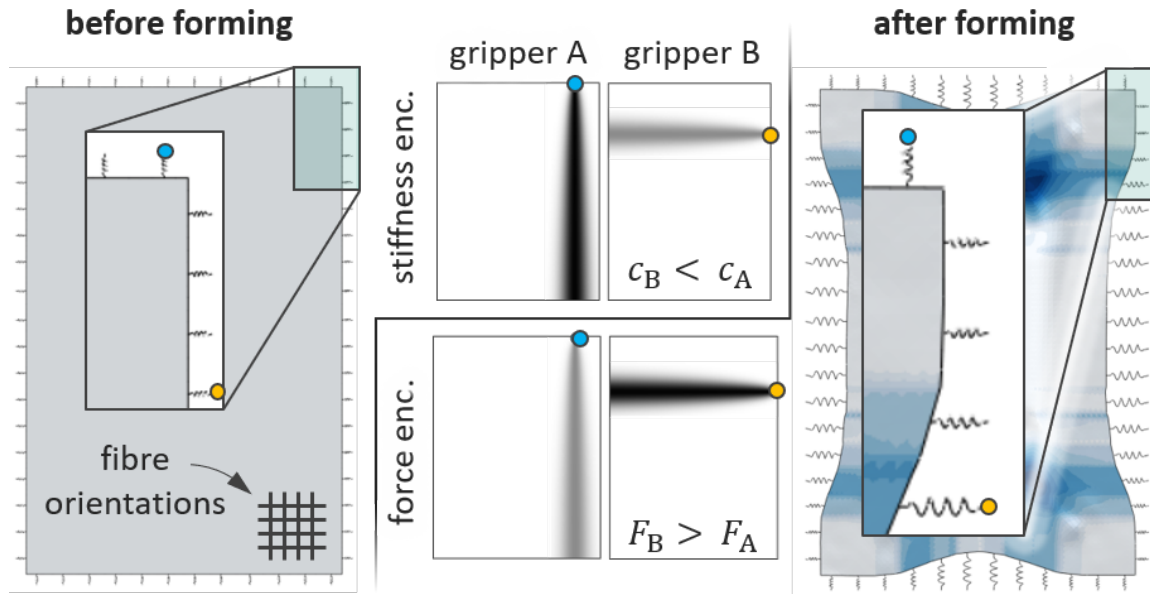 before forming
fibre
orientations
gripper A
gripper B
stiffness enc.
c_B < c_A
force enc.
F_B > F_A
after forming